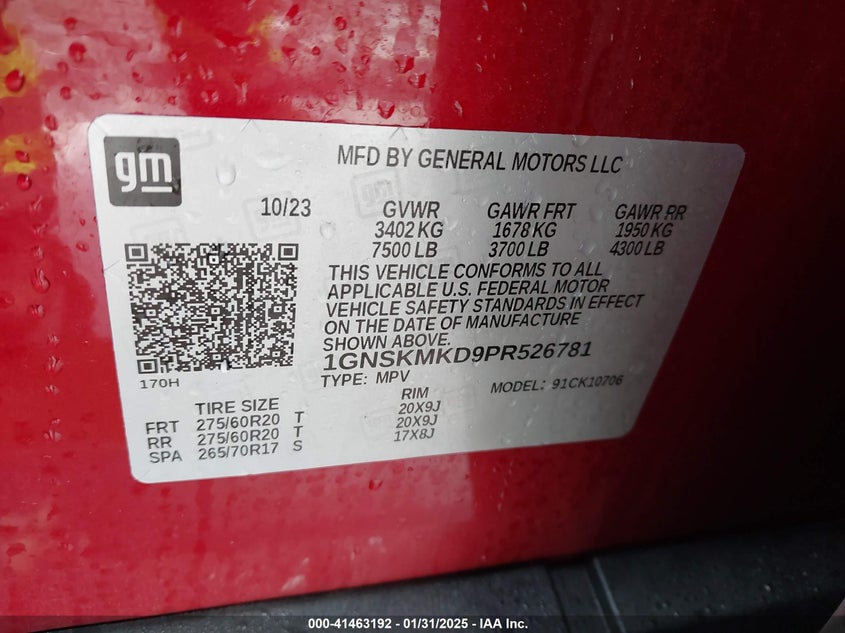 gm
MFD BY GENERAL MOTORS LLC
10/23 GVWR GAWR FRT GAWR RR
3402 KG 1678 KG 1950 KG
7500 LB 3700 LB 4300 LB
THIS VEHICLE CONFORMS TO ALL
APPLICABLE U.S. FEDERAL MOTOR
VEHICLE SAFETY STANDARDS IN EFFECT
ON THE DATE OF MANUFACTURE
SHOWN ABOVE.
1GNSKMKD9PR526781
170H
TYPE: MPV MODEL: 91CK10706
TIRE SIZE RIM
FRT 275/60R20 T 20X9J
RR 275/60R20 T 20X9J
SPA 265/70R17 S 17X8J
000-41463192 - 01/31/2025 - IAA Inc.